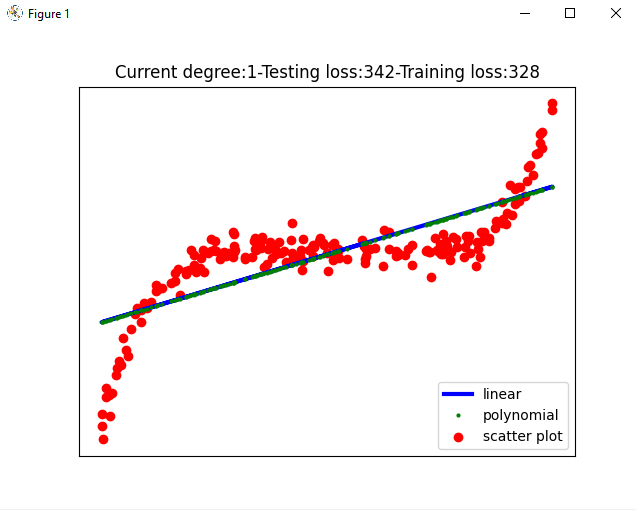 Figure 1
Current degree:1-Testing loss:342-Training loss:328
linear
polynomial
scatter plot